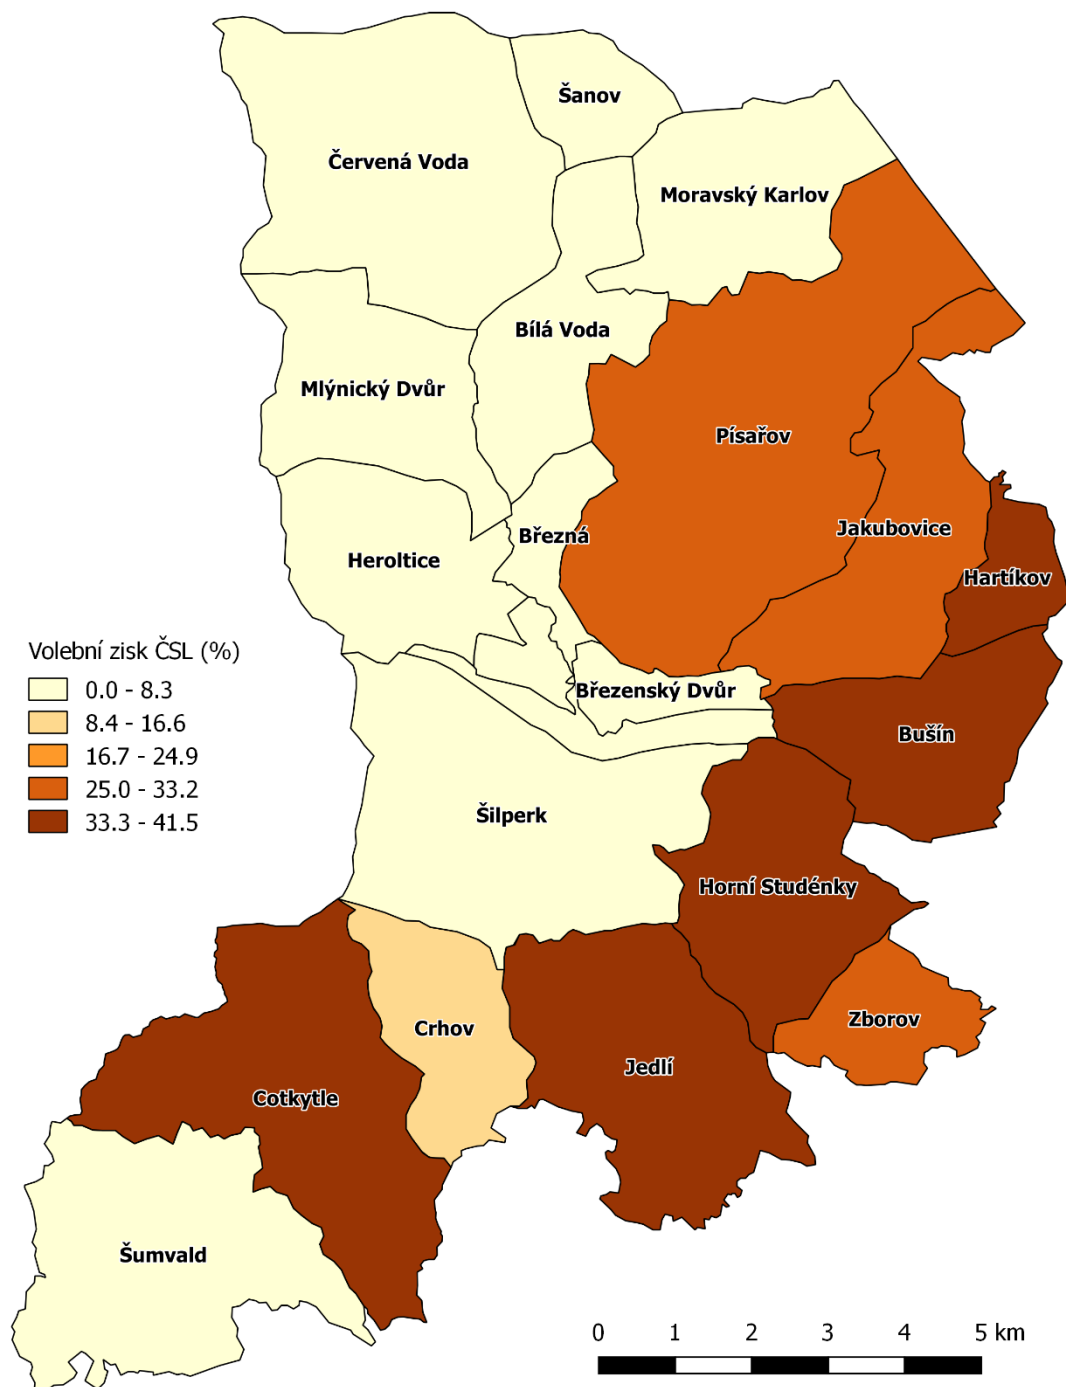 Šanov
Červená Voda
Moravský Karlov
Bílá Voda
Mlýnický Dvůr
Písařov
Jakubovice
Březná
Heroltice
Hartíkov
Volební zisk ČSL (%)
0.0 - 8.3
8.4 - 16.6
16.7 - 24.9
25.0 - 33.2
33.3 - 41.5
Březenský Dvůr
Bušín
Šilperk
Horní Studénky
Zborov
Crhov
Jedlí
Cotkytle
Šumvald
0 1 2 3 4 5 km